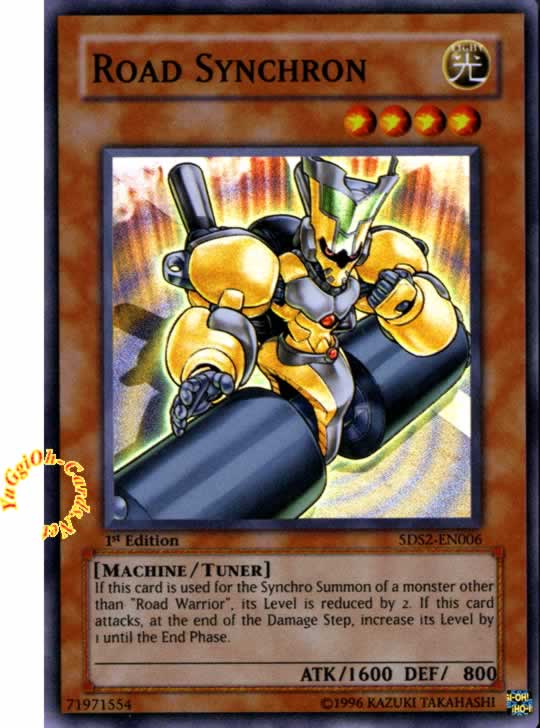 ROAD SYNCHRON
LIGHT
光
YuGgiOh-Cards.Net
1st Edition
5DS2-EN006
[MACHINE/TUNER]
If this card is used for the Synchro Summon of a monster other
than "Road Warrior", its Level is reduced by 2. If this card
attacks, at the end of the Damage Step, increase its Level by
1 until the End Phase.
ATK/1600 DEF/ 800
71971554
©1996 KAZUKI TAKAHASHI